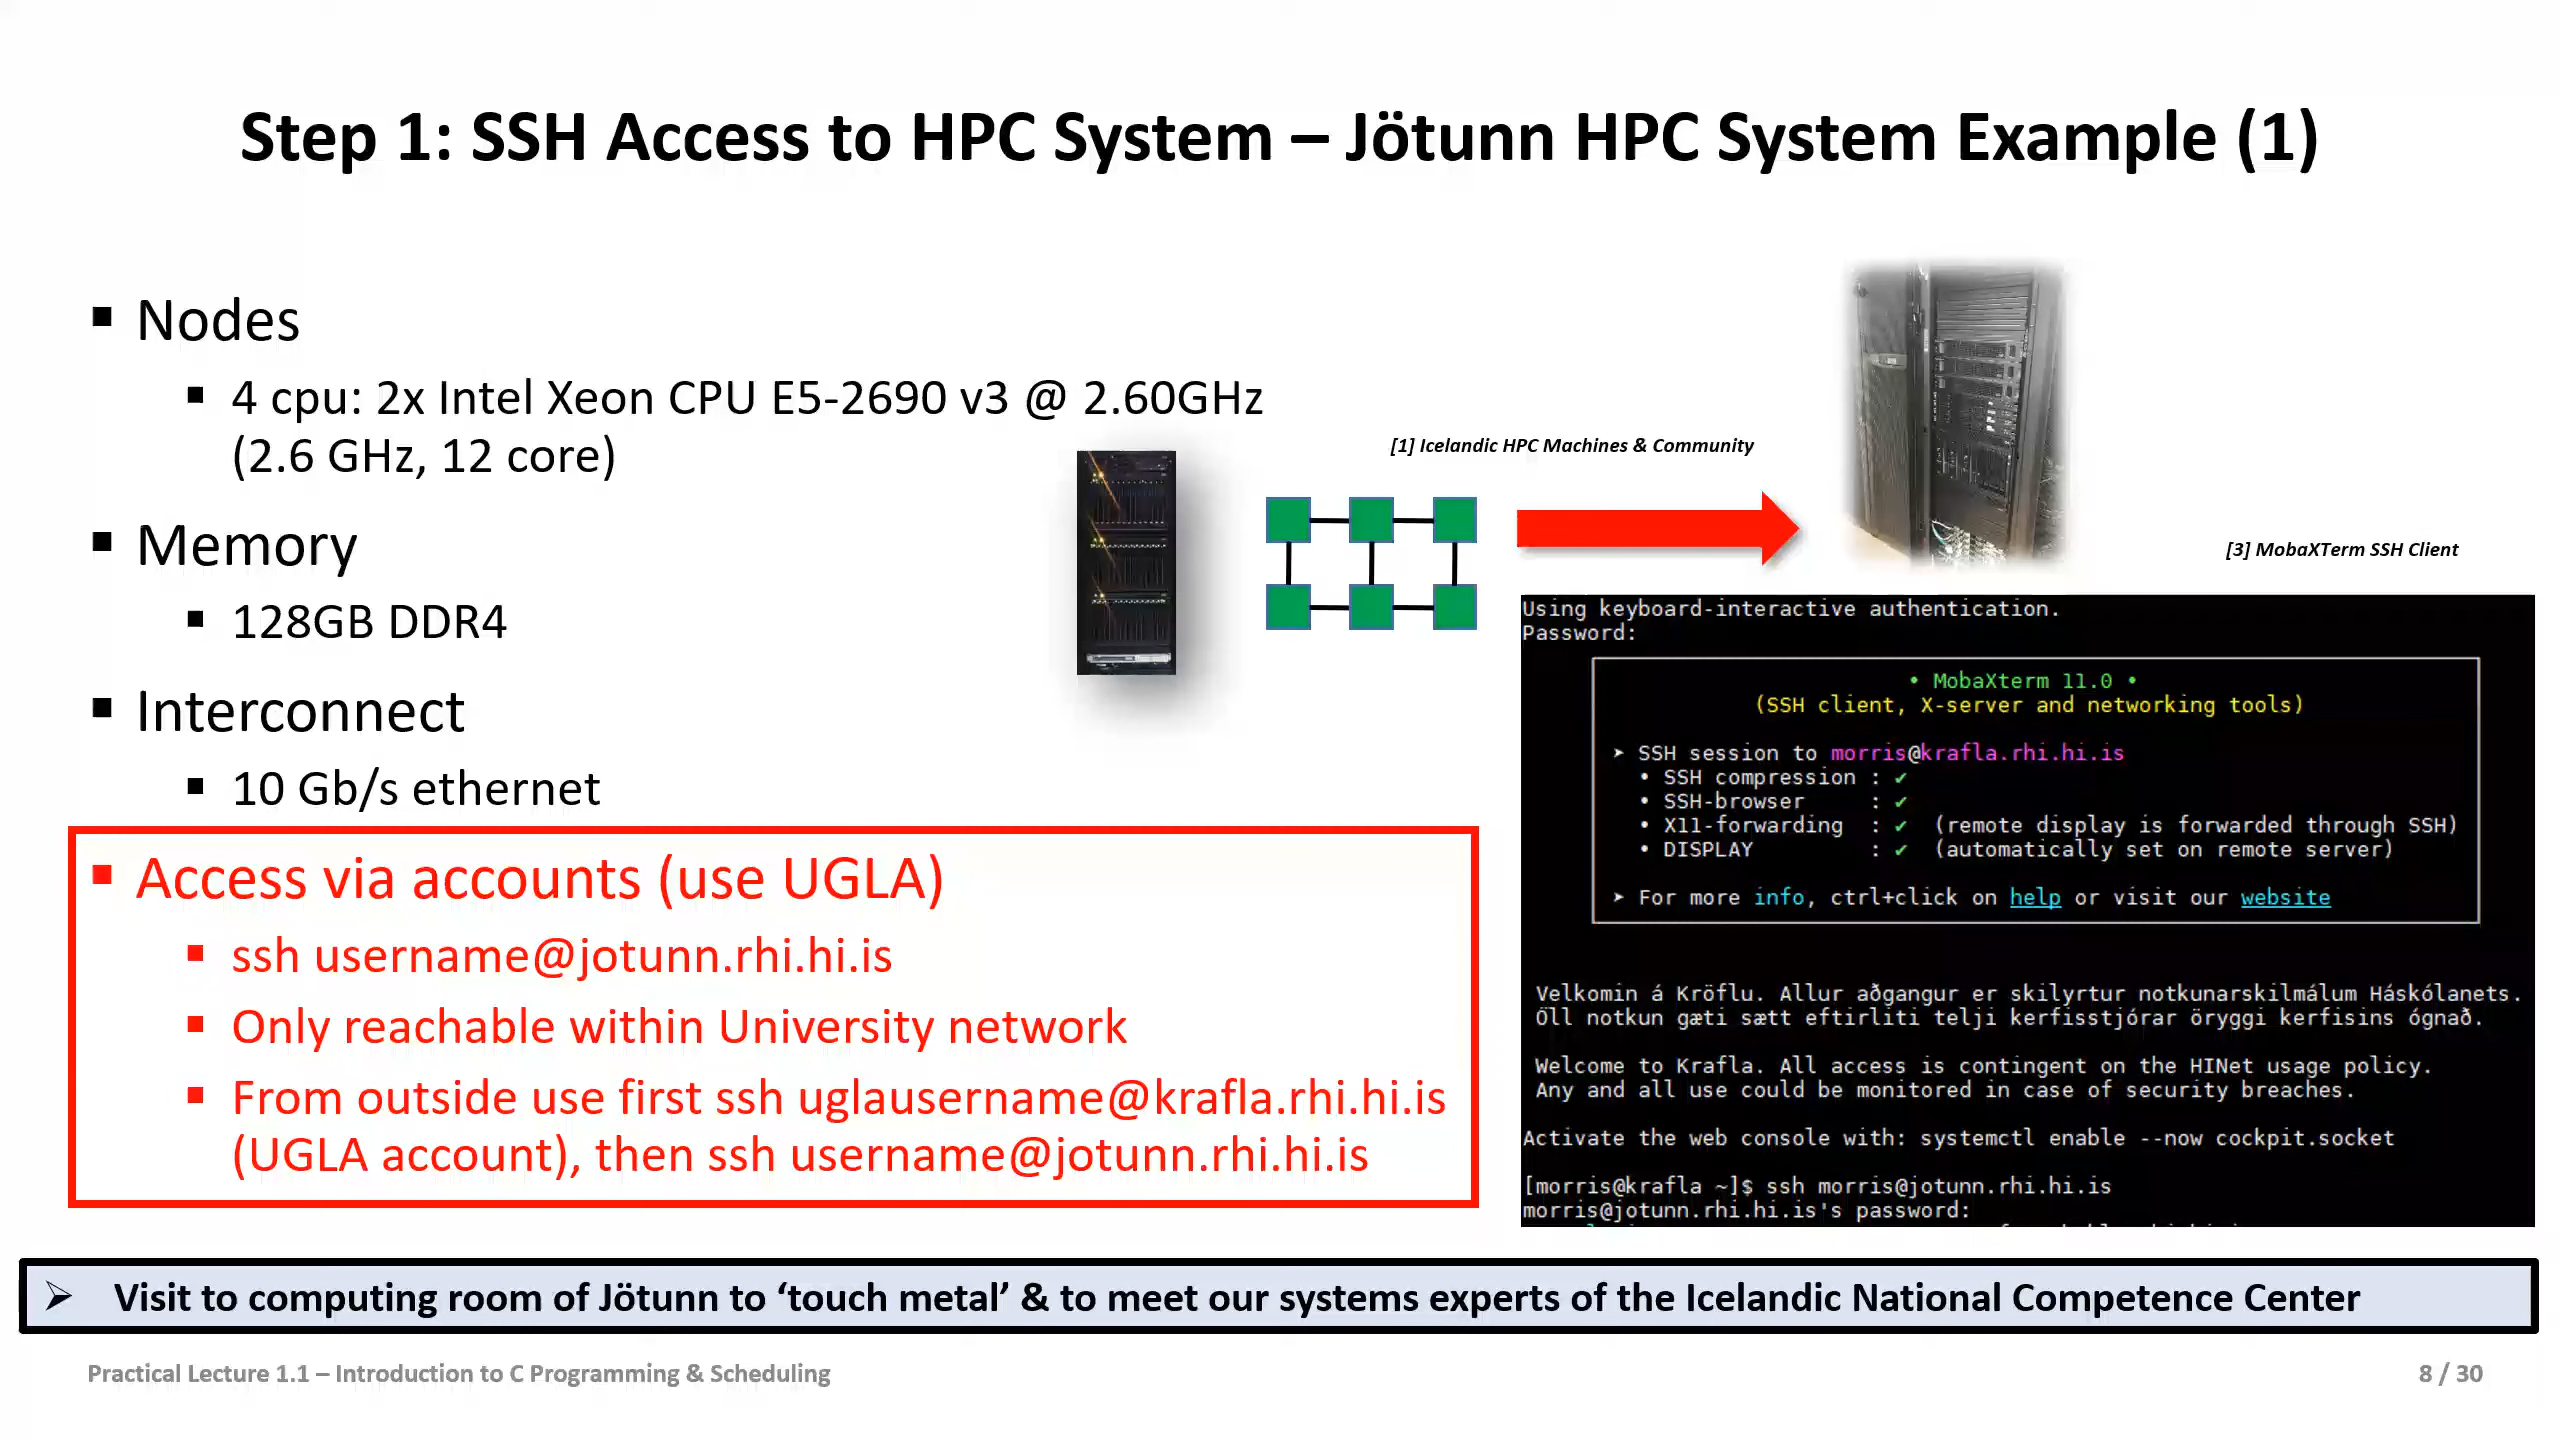 Step 1: SSH Access to HPC System – Jötunn HPC System Example (1)
▪ Nodes
▪ 4 cpu: 2x Intel Xeon CPU E5-2690 v3 @ 2.60GHz
(2.6 GHz, 12 core)
▪ Memory
▪ 128GB DDR4
▪ Interconnect
▪ 10 Gb/s ethernet
▪ Access via accounts (use UGLA)
▪ ssh username@jotunn.rhi.hi.is
▪ Only reachable within University network
▪ From outside use first ssh uglausername@krafla.rhi.hi.is
(UGLA account), then ssh username@jotunn.rhi.hi.is
[1] Icelandic HPC Machines & Community
[3] MobaXTerm SSH Client
Using keyboard-interactive authentication.
Password:
• MobaXterm 11.0 •
(SSH client, X-server and networking tools)
➤ SSH session to morris@krafla.rhi.hi.is
• SSH compression : ✔
• SSH-browser : ✔
• X11-forwarding : ✔ (remote display is forwarded through SSH)
• DISPLAY : ✔ (automatically set on remote server)
➤ For more info, ctrl+click on help or visit our website
Velkomin á Kröflu. Allur aðgangur er skilyrtur notkunarskilmálum Háskólanets.
Öll notkun gæti sætt eftirliti telji kerfisstjórar öryggi kerfisins ógnað.
Welcome to Krafla. All access is contingent on the HINet usage policy.
Any and all use could be monitored in case of security breaches.
Activate the web console with: systemctl enable --now cockpit.socket
[morris@krafla ~]$ ssh morris@jotunn.rhi.hi.is
morris@jotunn.rhi.hi.is's password:
➢ Visit to computing room of Jötunn to ‘touch metal’ & to meet our systems experts of the Icelandic National Competence Center
Practical Lecture 1.1 – Introduction to C Programming & Scheduling
8 / 30